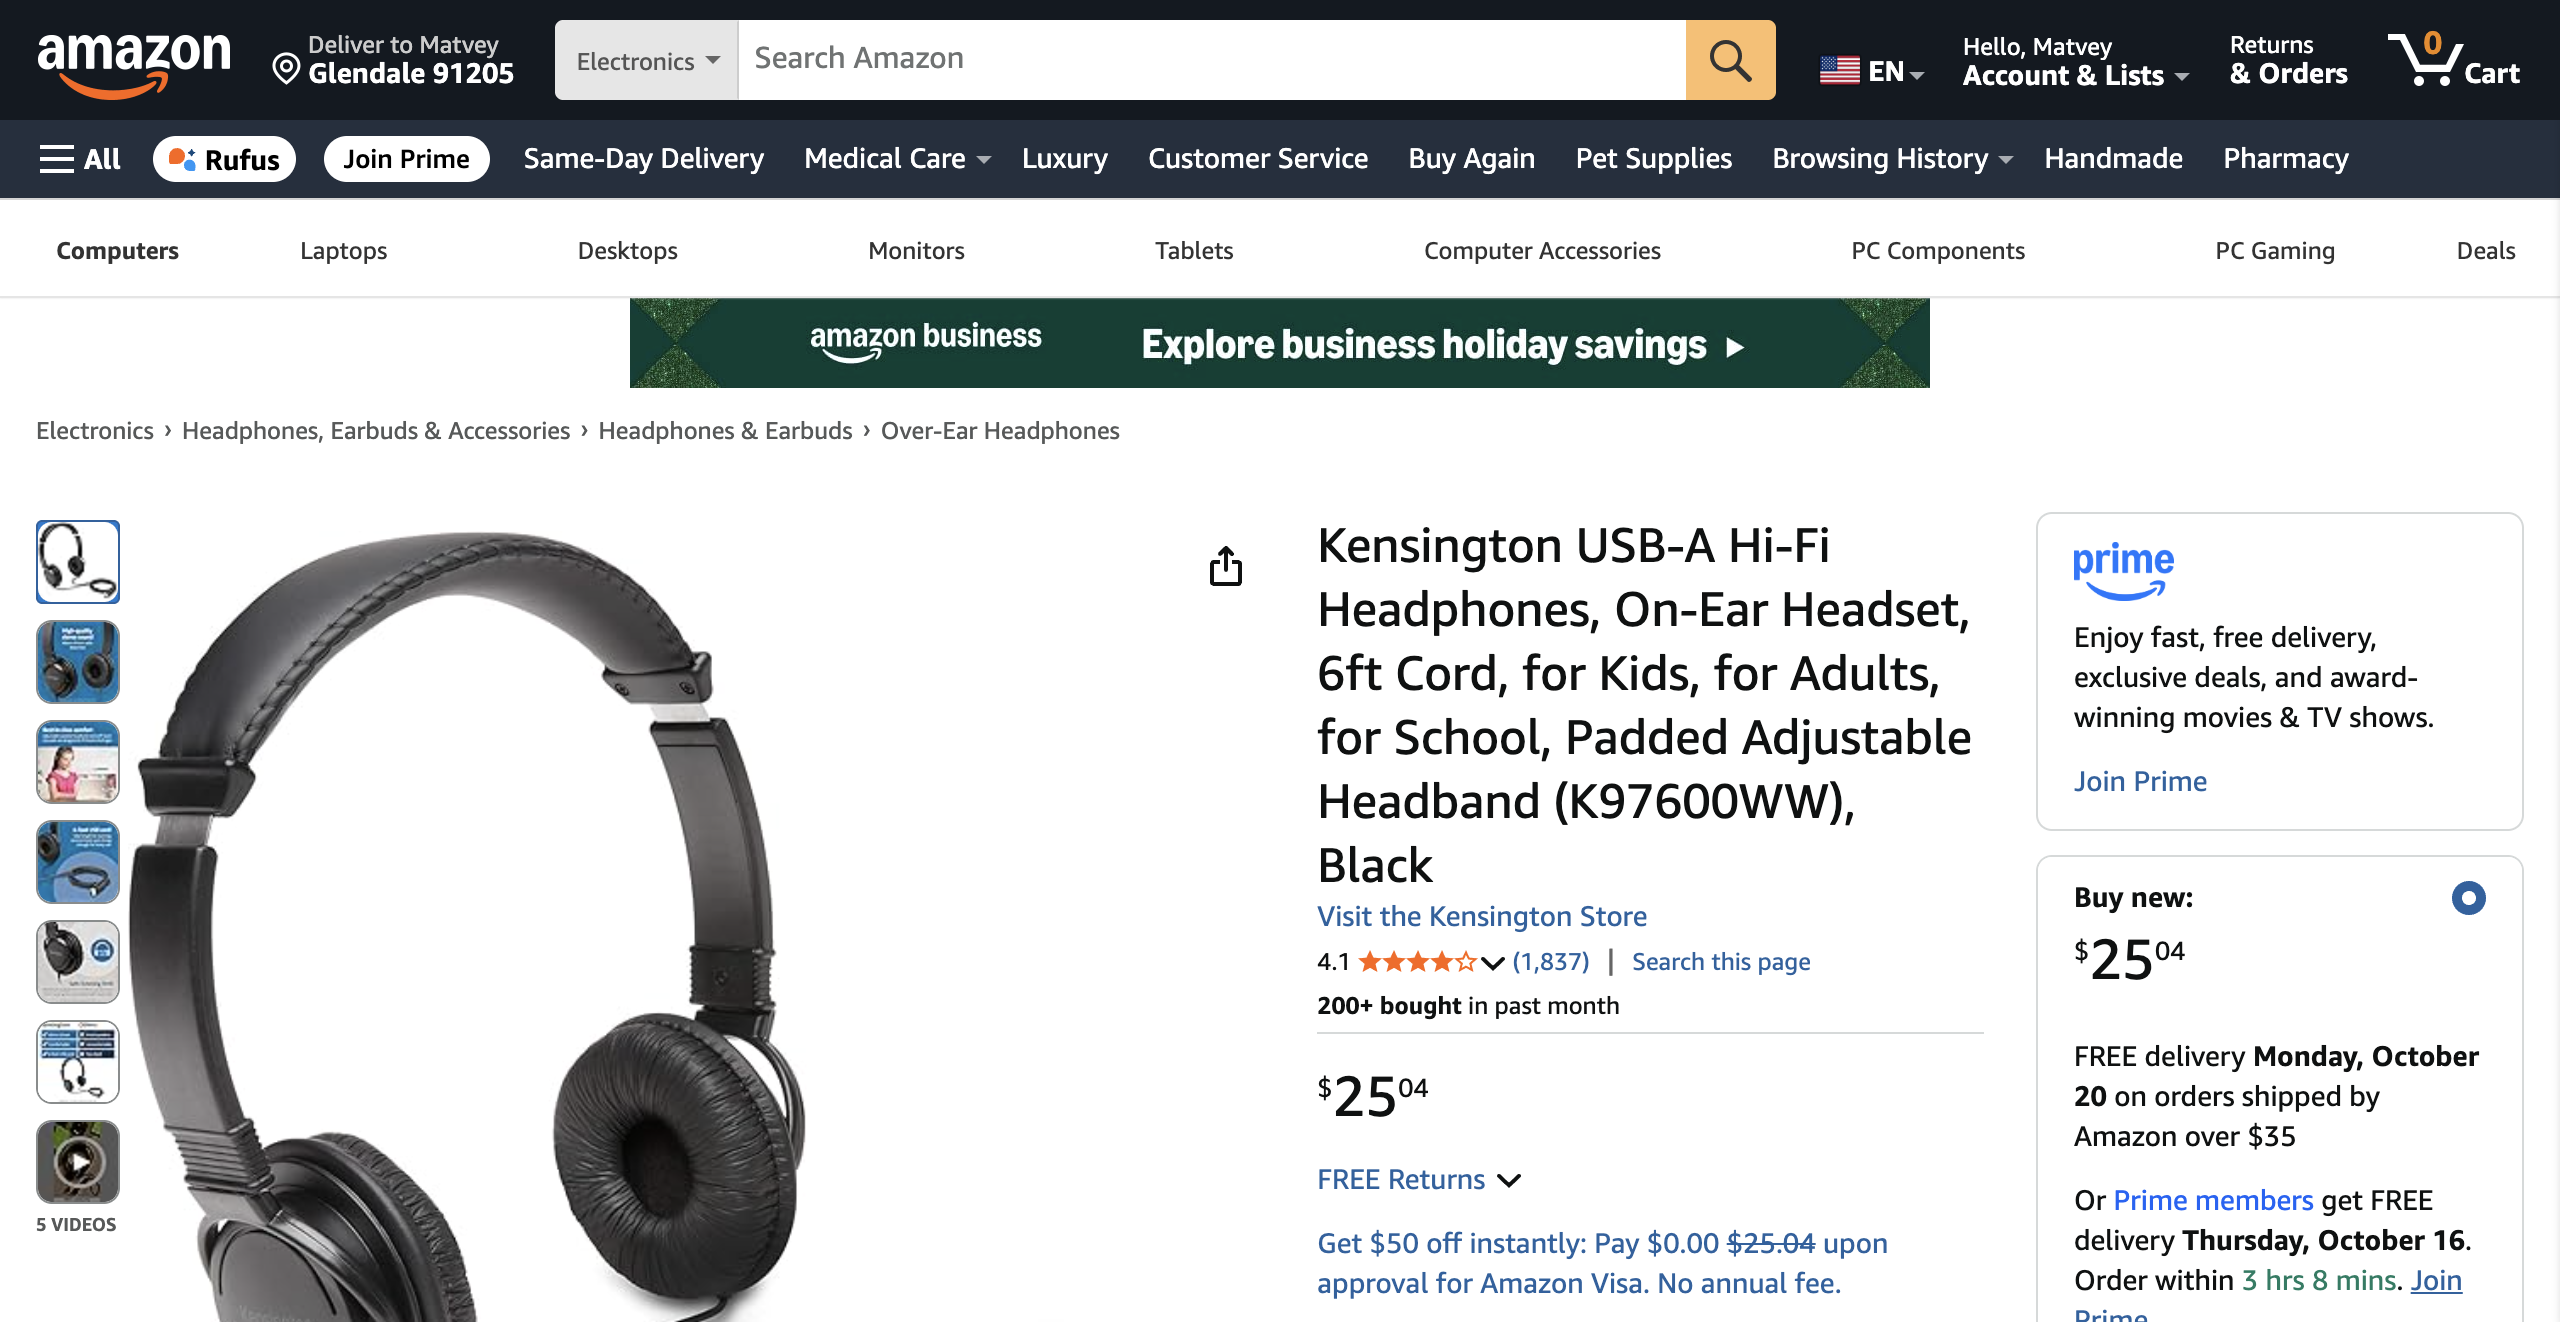 amazon
Deliver to Matvey
Glendale 91205
Electronics
Search Amazon
EN
Hello, Matvey
Account & Lists
Returns
& Orders
0
Cart
All
Rufus
Join Prime
Same-Day Delivery
Medical Care
Luxury
Customer Service
Buy Again
Pet Supplies
Browsing History
Handmade
Pharmacy
Computers
Laptops
Desktops
Monitors
Tablets
Computer Accessories
PC Components
PC Gaming
Deals
amazon business
Explore business holiday savings
Electronics › Headphones, Earbuds & Accessories › Headphones & Earbuds › Over-Ear Headphones
5 VIDEOS
Kensington USB-A Hi-Fi
Headphones, On-Ear Headset,
6ft Cord, for Kids, for Adults,
for School, Padded Adjustable
Headband (K97600WW),
Black
Visit the Kensington Store
4.1 (1,837) | Search this page
200+ bought in past month
$25 04
FREE Returns
Get $50 off instantly: Pay $0.00 $25.04 upon
approval for Amazon Visa. No annual fee.
prime
Enjoy fast, free delivery,
exclusive deals, and award-
winning movies & TV shows.
Join Prime
Buy new:
$25 04
FREE delivery Monday, October
20 on orders shipped by
Amazon over $35
Or Prime members get FREE
delivery Thursday, October 16.
Order within 3 hrs 8 mins. Join
Prime